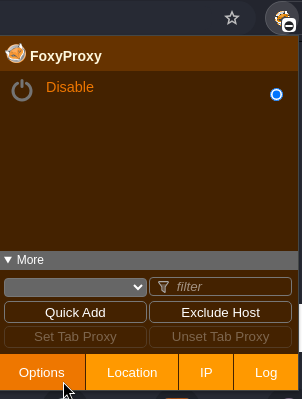 FoxyProxy
Disable
▼ More
filter
Quick Add
Exclude Host
Set Tab Proxy
Unset Tab Proxy
Options
Location
IP
Log